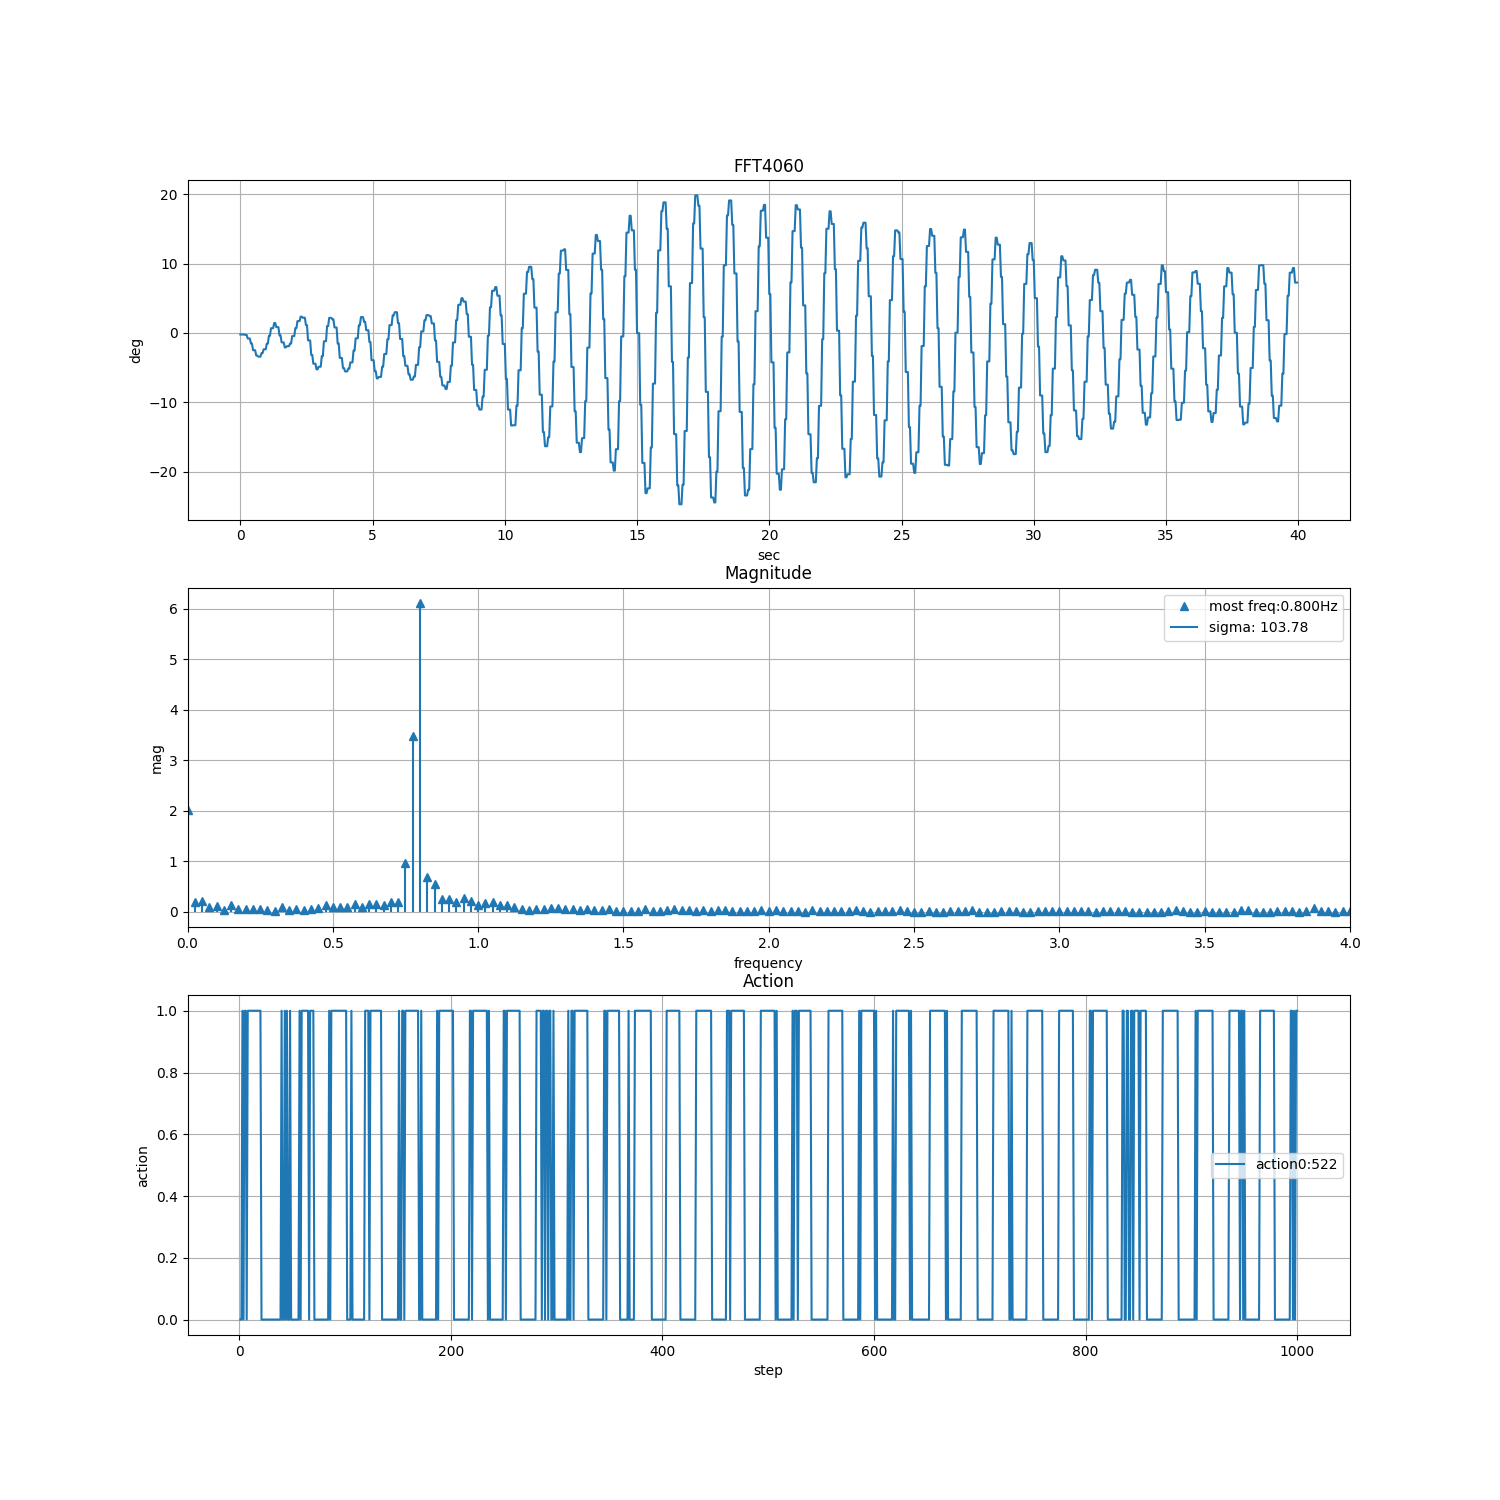 FFT4060
20
10
0
−10
−20
deg
0 5 10 15 20 25 30 35 40
sec
Magnitude
6
5
4
3
2
1
0
mag
most freq:0.800Hz
sigma: 103.78
0.0 0.5 1.0 1.5 2.0 2.5 3.0 3.5 4.0
frequency
Action
1.0
0.8
0.6
0.4
0.2
0.0
action
action0:522
0 200 400 600 800 1000
step